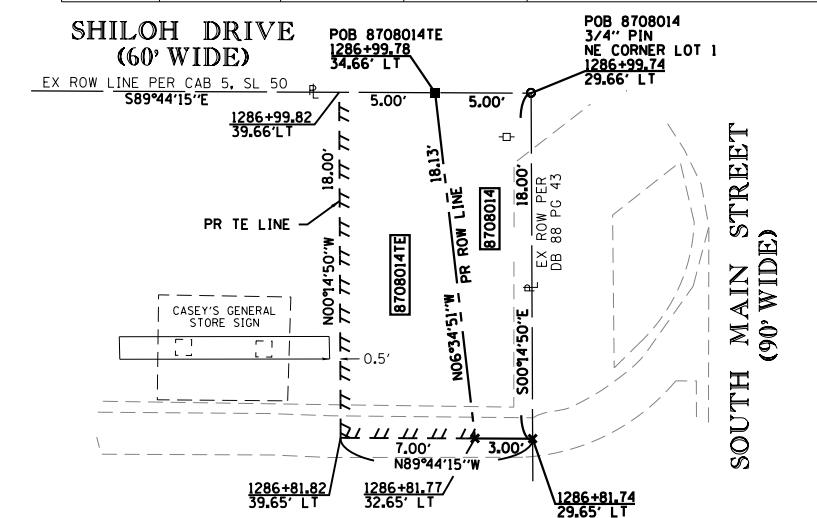 SHILOH DRIVE
(60' WIDE)
POB 8708014TE
1286+99.78
34.66' LT
POB 8708014
3/4" PIN
NE CORNER LOT 1
1286+99.74
29.66' LT
EX ROW LINE PER CAB 5, SL 50
S89°44'15"E
PL
5.00'
5.00'
1286+99.82
39.66'LT
18.00'
18.13'
18.00'
PR TE LINE
N00°14'50"W
8708014TE
PR ROW LINE
N06°34'51"W
8708014
EX ROW PER
DB 88 PG 43
PL
S00°14'50"E
SOUTH MAIN STREET
(90' WIDE)
CASEY'S GENERAL
STORE SIGN
0.5'
7.00'
3.00'
N89°44'15"W
1286+81.82
39.65' LT
1286+81.77
32.65' LT
1286+81.74
29.65' LT